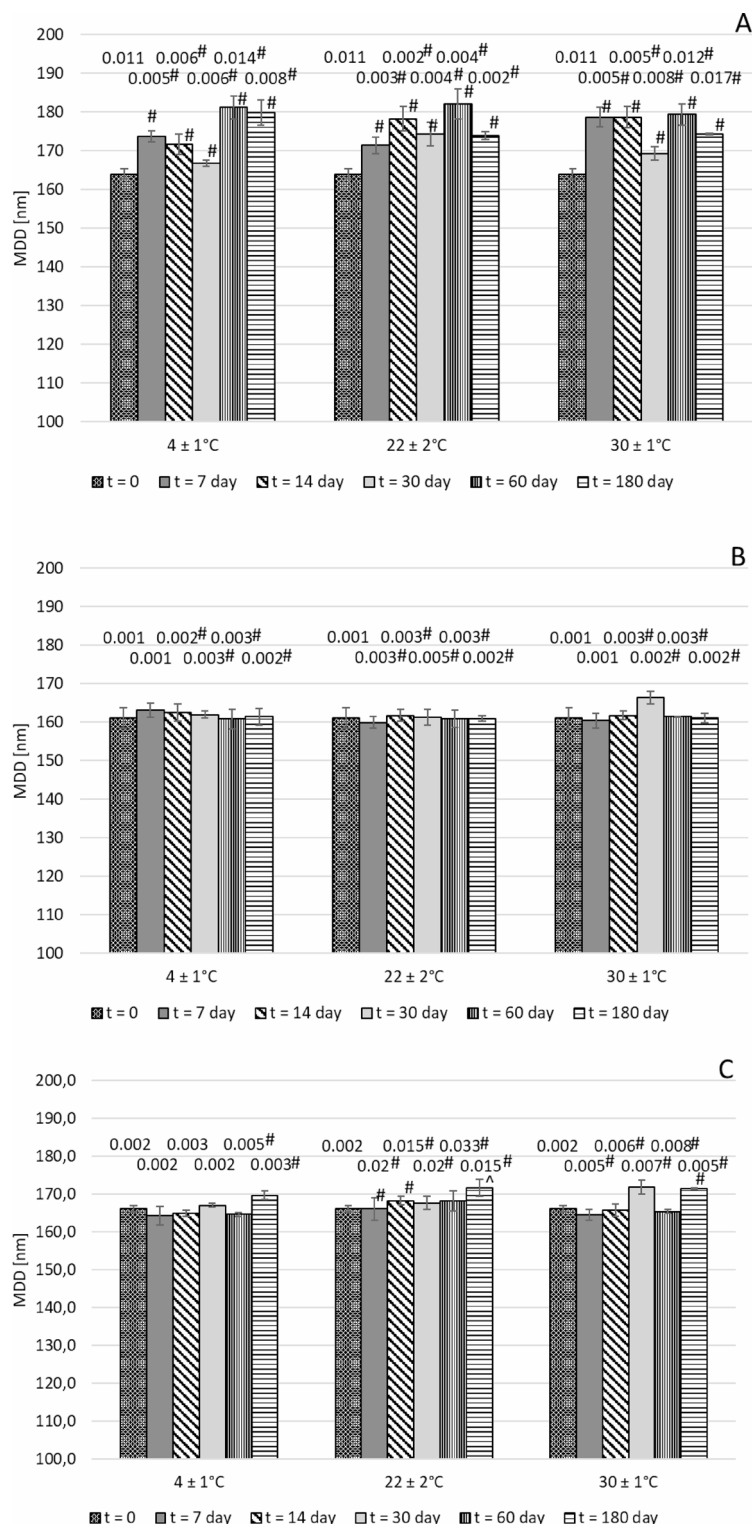 A
200
190
180
170
160
150
140
130
120
110
100
MDD [nm]
0.011 0.006# 0.014# 0.011 0.002# 0.004# 0.011 0.005# 0.012#
0.005# 0.006# 0.008# 0.003# 0.004# 0.002# 0.005# 0.008# 0.017#
# # # # # # # # # # # # # # #
4 ± 1°C 22 ± 2°C 30 ± 1°C
t = 0 t = 7 day t = 14 day t = 30 day t = 60 day t = 180 day
B
200
190
180
170
160
150
140
130
120
110
100
MDD [nm]
0.001 0.002# 0.003# 0.001 0.003# 0.003# 0.001 0.003# 0.003#
0.001 0.003# 0.002# 0.003# 0.005# 0.002# 0.001 0.002# 0.002#
4 ± 1°C 22 ± 2°C 30 ± 1°C
t = 0 t = 7 day t = 14 day t = 30 day t = 60 day t = 180 day
C
200,0
190,0
180,0
170,0
160,0
150,0
140,0
130,0
120,0
110,0
100,0
MDD [nm]
0.002 0.003 0.005# 0.002 0.015# 0.033# 0.002 0.006# 0.008#
0.002 0.002 0.003# 0.02# 0.02# 0.015# 0.005# 0.007# 0.005#
# # ^ #
4 ± 1°C 22 ± 2°C 30 ± 1°C
t = 0 t = 7 day t = 14 day t = 30 day t = 60 day t = 180 day